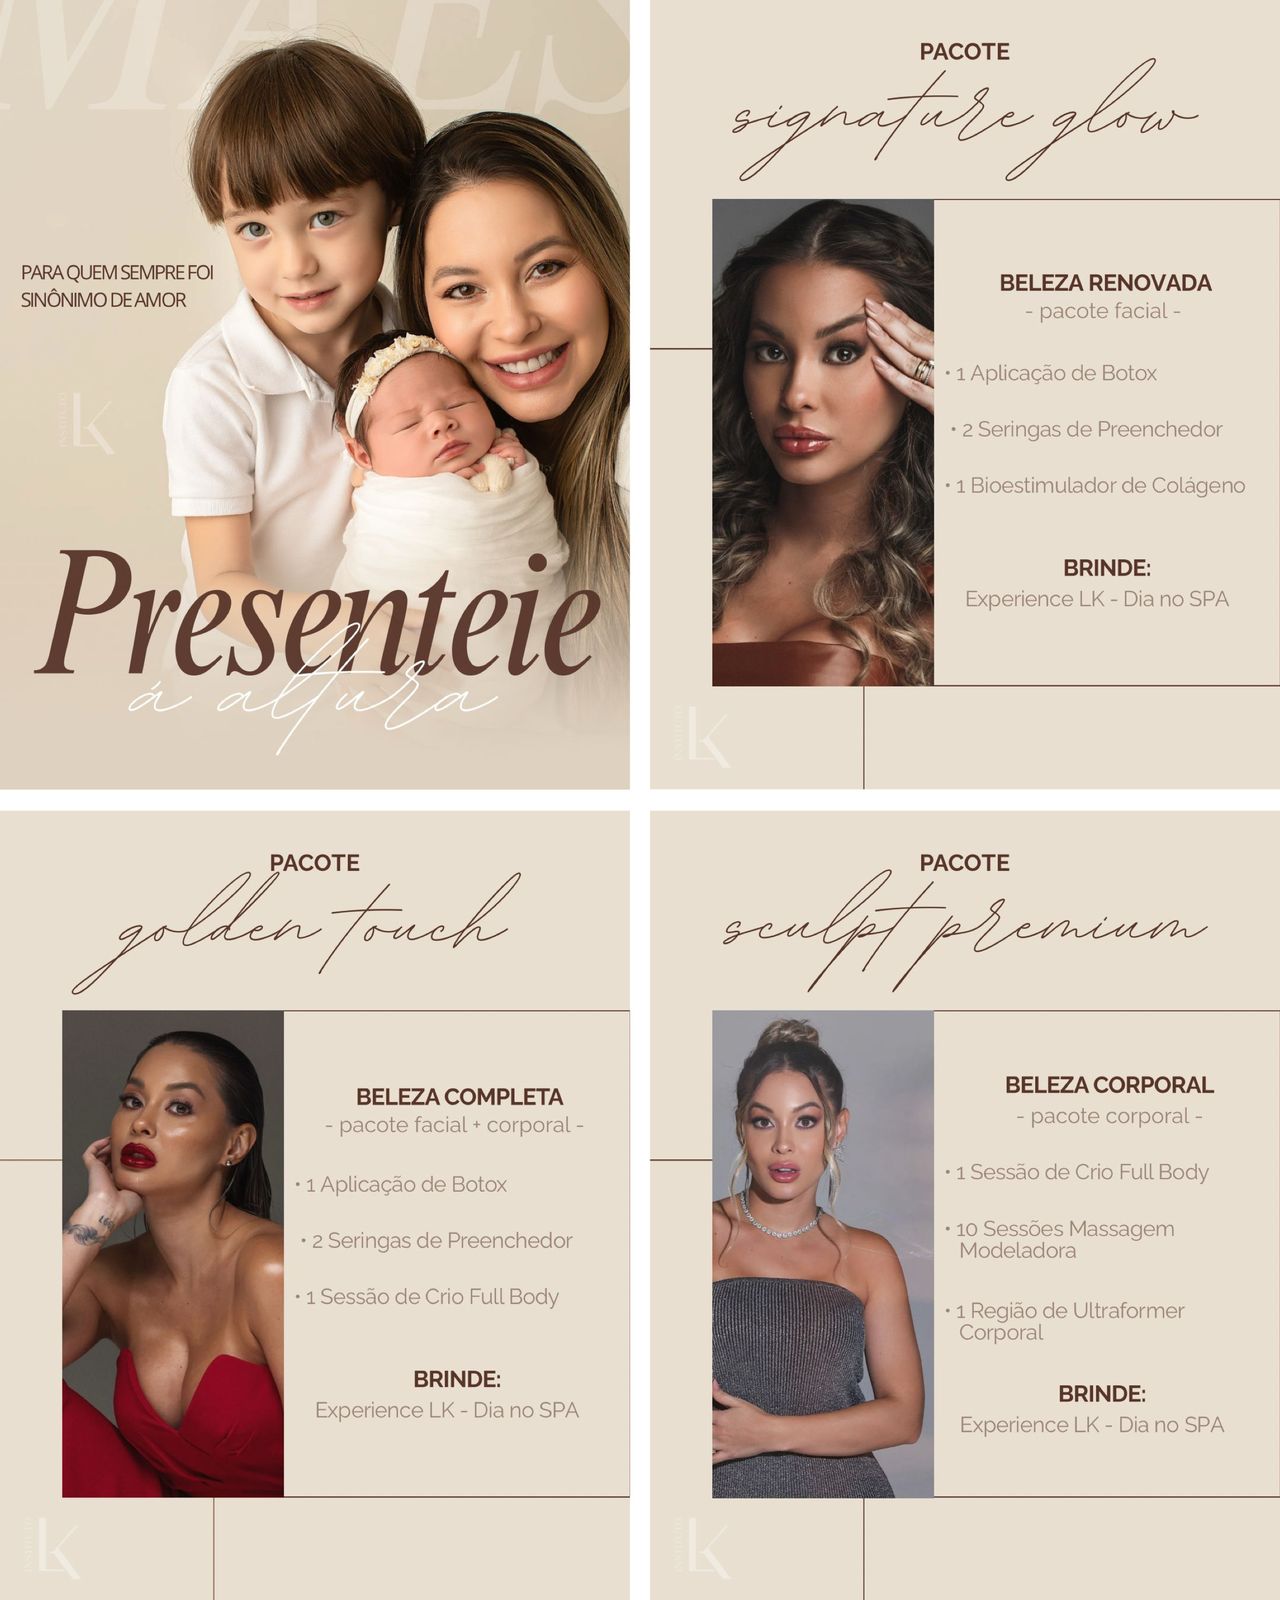 MÃES
PARA QUEM SEMPRE FOI
SINÔNIMO DE AMOR
INSTITUTO
LK
Presenteie
á altura
PACOTE
signature glow
BELEZA RENOVADA
- pacote facial -
• 1 Aplicação de Botox
• 2 Seringas de Preenchedor
• 1 Bioestimulador de Colágeno
BRINDE:
Experience LK - Dia no SPA
INSTITUTO
LK
PACOTE
golden touch
BELEZA COMPLETA
- pacote facial + corporal -
• 1 Aplicação de Botox
• 2 Seringas de Preenchedor
• 1 Sessão de Crio Full Body
BRINDE:
Experience LK - Dia no SPA
INSTITUTO
LK
PACOTE
sculpt premium
BELEZA CORPORAL
- pacote corporal -
• 1 Sessão de Crio Full Body
• 10 Sessões Massagem
Modeladora
• 1 Região de Ultraformer
Corporal
BRINDE:
Experience LK - Dia no SPA
INSTITUTO
LK